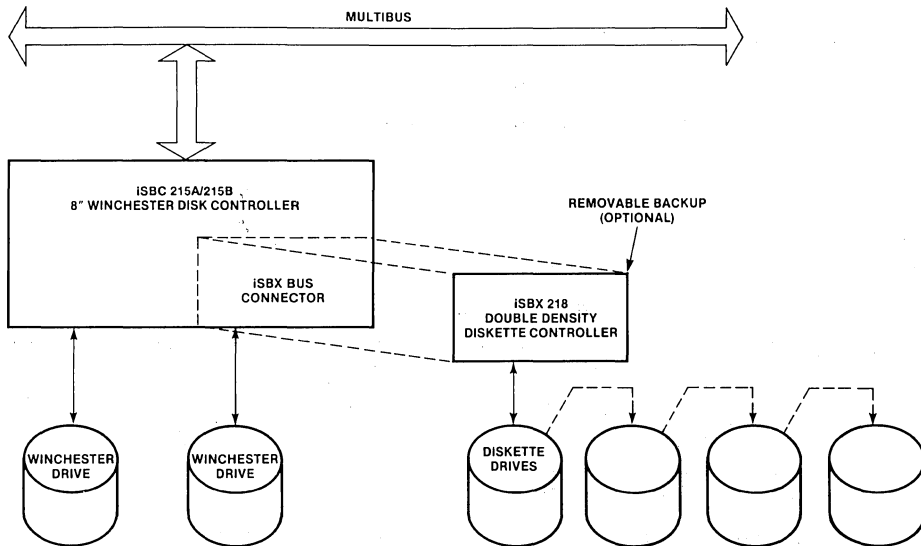 MULTIBUS
iSBC 215A/215B
8″ WINCHESTER DISK CONTROLLER
REMOVABLE BACKUP
(OPTIONAL)
iSBX BUS
CONNECTOR
iSBX 218
DOUBLE DENSITY
DISKETTE CONTROLLER
WINCHESTER
DRIVE
WINCHESTER
DRIVE
DISKETTE
DRIVES